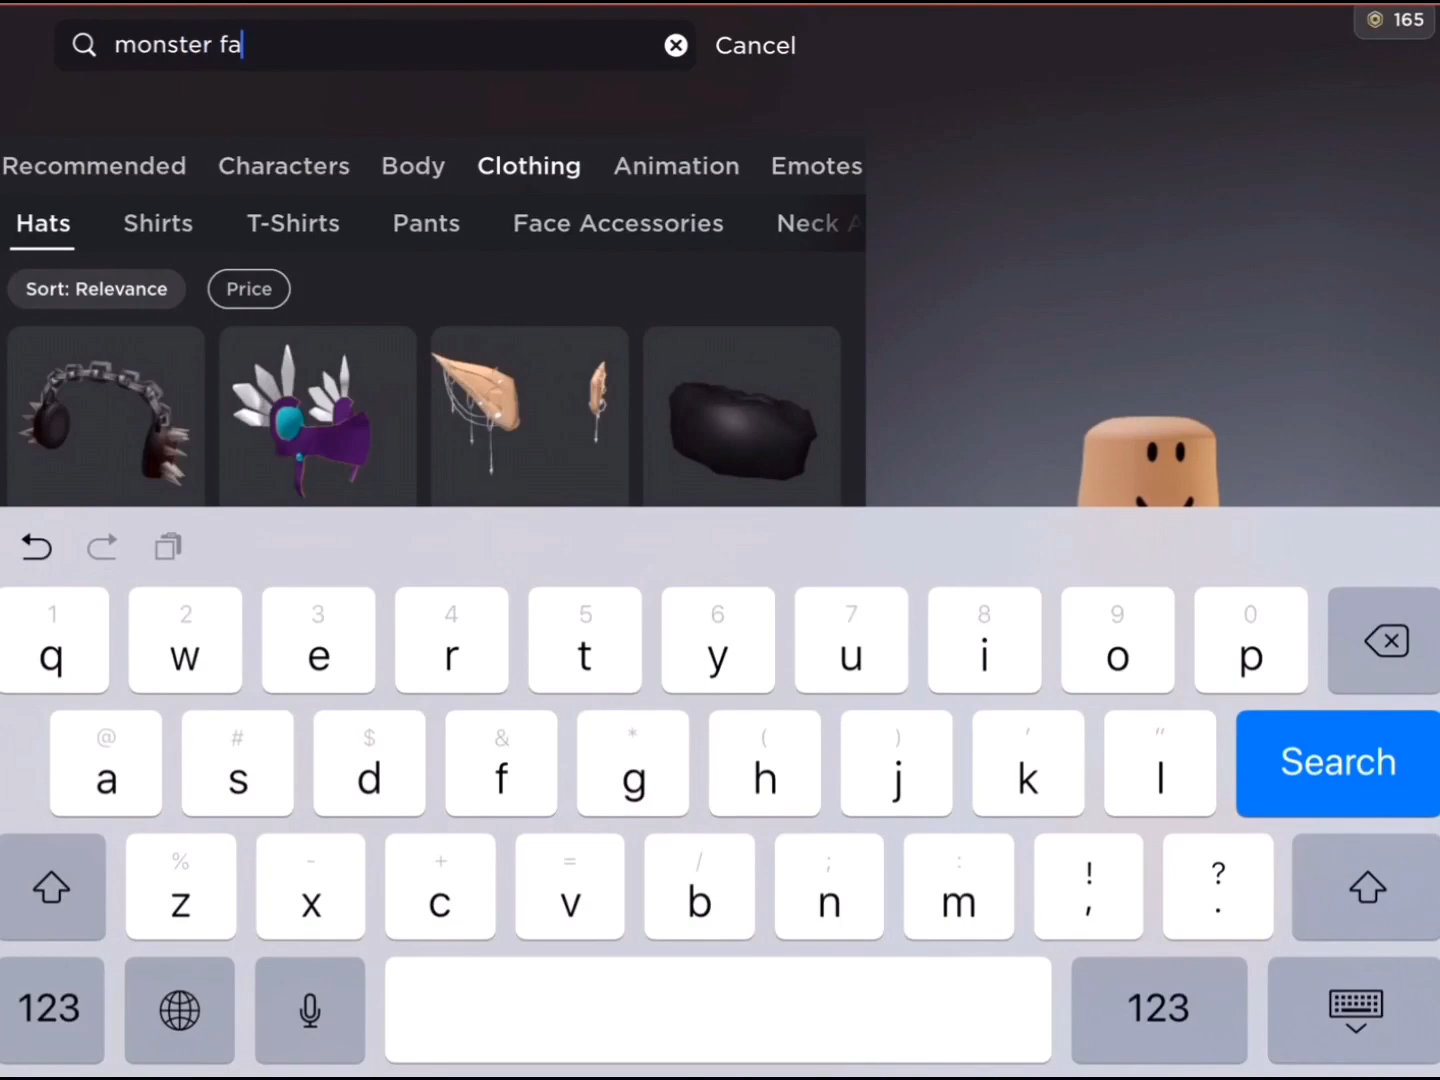 165
monster fa
Cancel
Recommended Characters Body Clothing Animation Emotes
Hats Shirts T-Shirts Pants Face Accessories Neck A
Sort: Relevance Price
1 2 3 4 5 6 7 8 9 0
q w e r t y u i o p
@ # $ & * ( ) ' "
a s d f g h j k l Search
% - + = / ; : ! ?
z x c v b n m , .
123 123